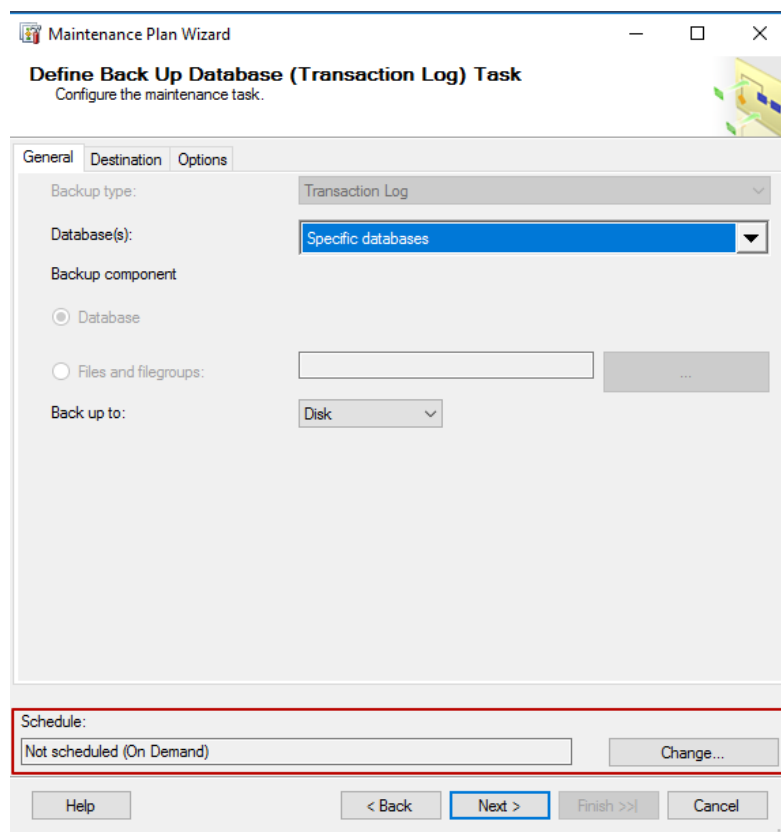 Maintenance Plan Wizard
Define Back Up Database (Transaction Log) Task
Configure the maintenance task.
General Destination Options
Backup type: Transaction Log
Database(s): Specific databases
Backup component
Database
Files and filegroups: ...
Back up to: Disk
Schedule:
Not scheduled (On Demand) Change...
Help < Back Next > Finish >>| Cancel